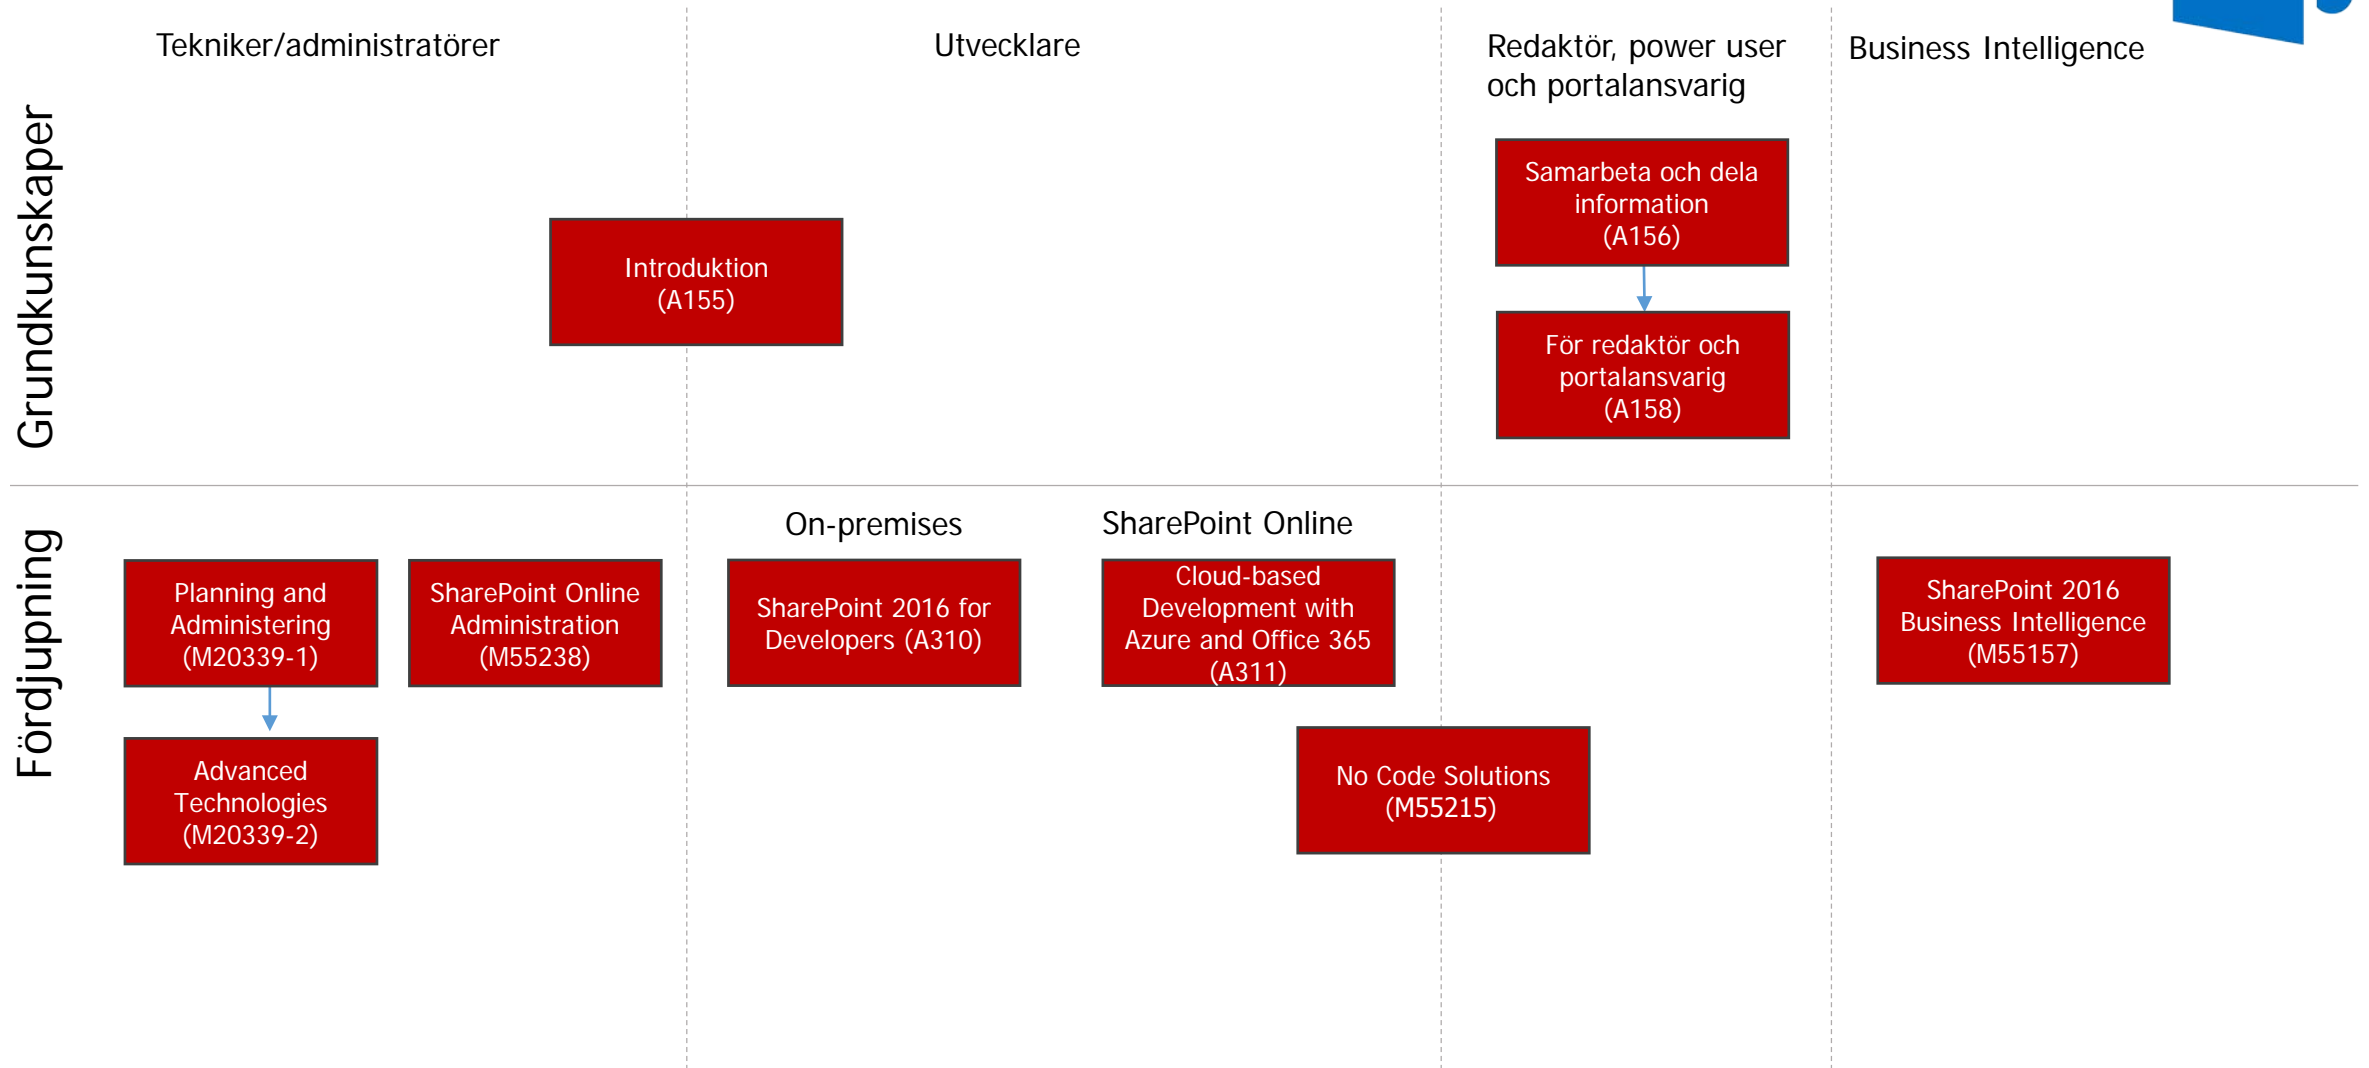 Tekniker/administratörer
Utvecklare
Redaktör, power user
och portalansvarig
Business Intelligence
Grundkunskaper
Introduktion
(A155)
Samarbeta och dela
information
(A156)
För redaktör och
portalansvarig
(A158)
Fördjupning
On-premises
SharePoint Online
Planning and
Administering
(M20339-1)
SharePoint Online
Administration
(M55238)
SharePoint 2016 for
Developers (A310)
Cloud-based
Development with
Azure and Office 365
(A311)
SharePoint 2016
Business Intelligence
(M55157)
Advanced
Technologies
(M20339-2)
No Code Solutions
(M55215)